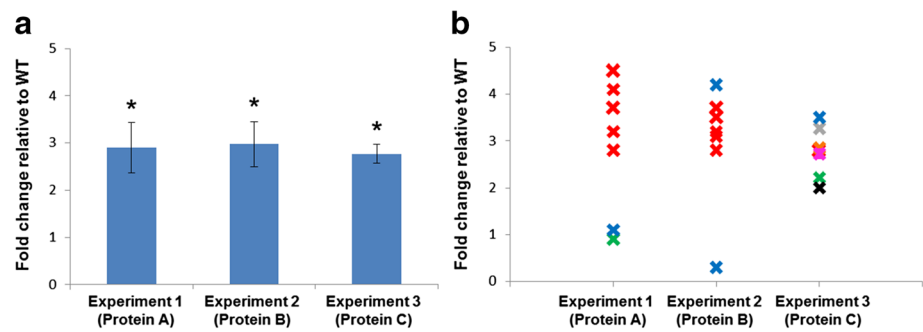 a
Fold change relative to WT
5
4
3
2
1
0
*
*
*
Experiment 1
(Protein A)
Experiment 2
(Protein B)
Experiment 3
(Protein C)
b
Fold change relative to WT
5
4
3
2
1
0
Experiment 1
(Protein A)
Experiment 2
(Protein B)
Experiment 3
(Protein C)